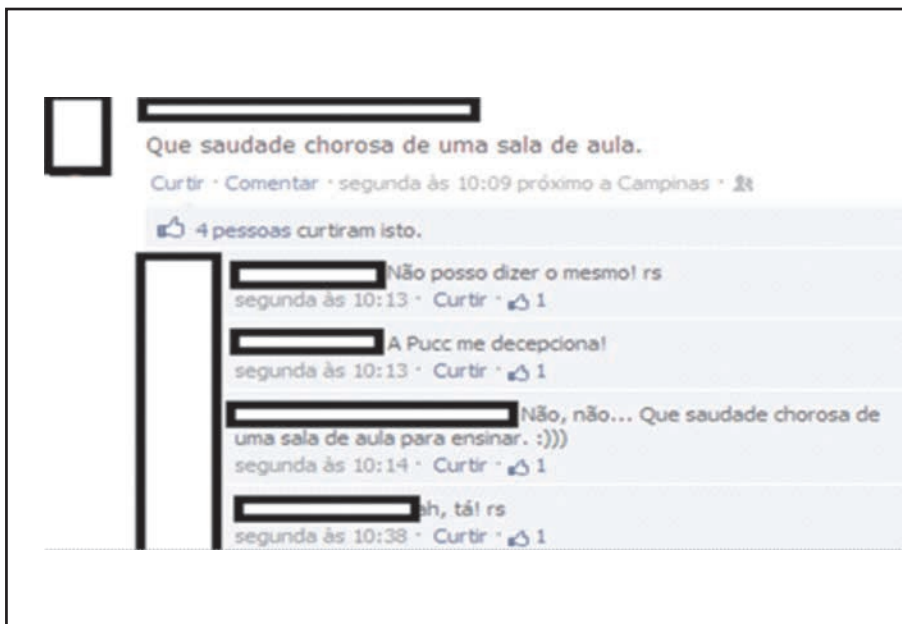 Que saudade chorosa de uma sala de aula.
Curtir · Comentar · segunda às 10:09 próximo a Campinas ·
4 pessoas curtiram isto.
Não posso dizer o mesmo! rs
segunda às 10:13 · Curtir · 1
A Pucc me decepciona!
segunda às 10:13 · Curtir · 1
Não, não... Que saudade chorosa de
uma sala de aula para ensinar. :)))
segunda às 10:14 · Curtir · 1
ah, tá! rs
segunda às 10:38 · Curtir · 1